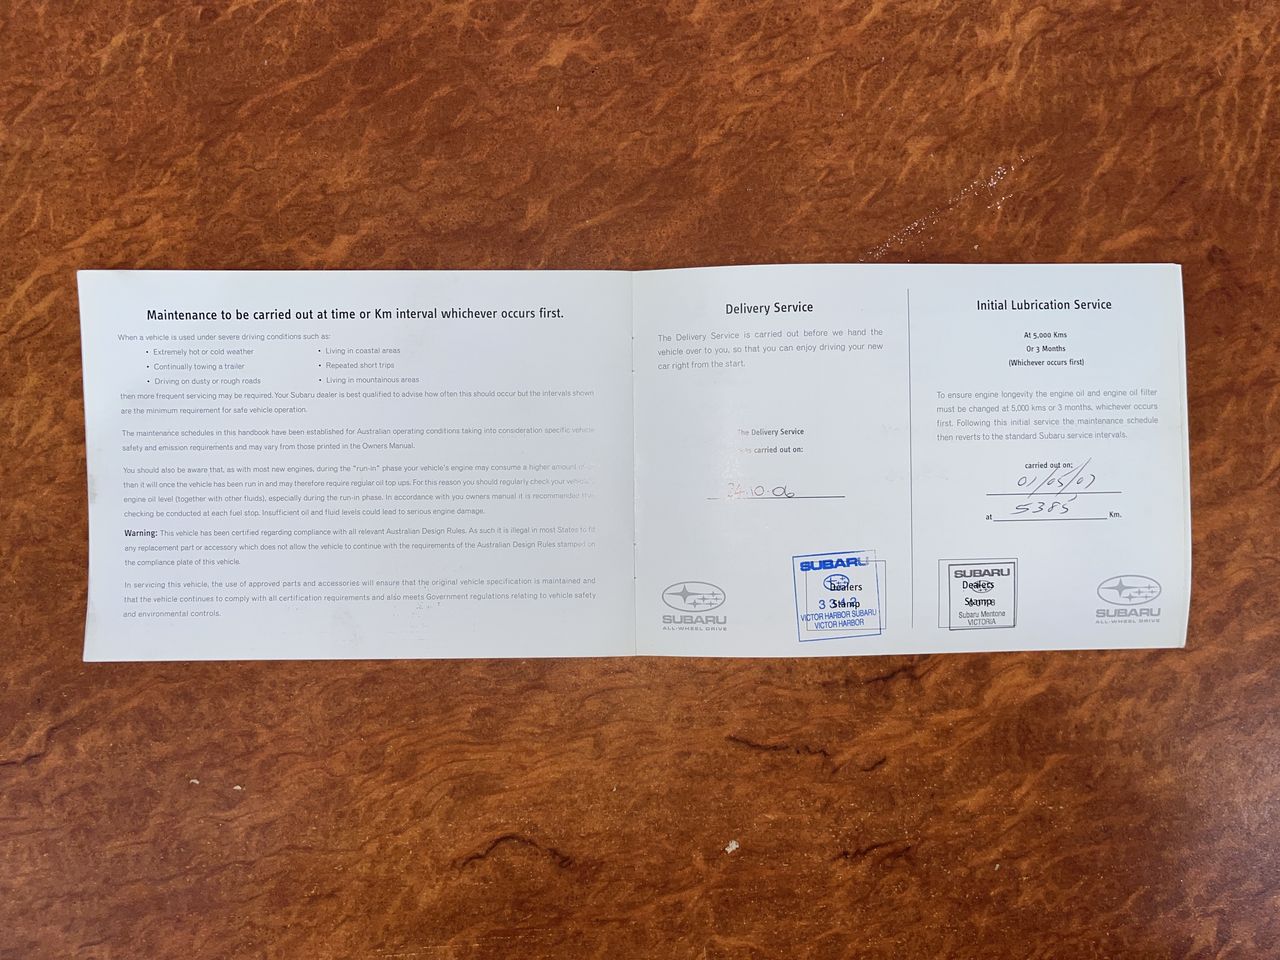 Maintenance to be carried out at time or Km interval whichever occurs first.
When a vehicle is used under severe driving conditions such as:
• Extremely hot or cold weather
• Continually towing a trailer
• Driving on dusty or rough roads
• Living in coastal areas
• Repeated short trips
• Living in mountainous areas
then more frequent servicing may be required. Your Subaru dealer is best qualified to advise how often this should occur but the intervals shown
are the minimum requirement for safe vehicle operation.
The maintenance schedules in this handbook have been established for Australian operating conditions taking into consideration specific vehicle
safety and emission requirements and may vary from those printed in the Owners Manual.
You should also be aware that, as with most new engines, during the "run-in" phase your vehicle's engine may consume a higher amount of
than it will once the vehicle has been run in and may therefore require regular oil top ups. For this reason you should regularly check your
engine oil level (together with other fluids), especially during the run-in phase. In accordance with you owners manual it is recommended
checking be conducted at each fuel stop. Insufficient oil and fluid levels could lead to serious engine damage.
Warning: This vehicle has been certified regarding compliance with all relevant Australian Design Rules. As such it is illegal in most States to fit
any replacement part or accessory which does not allow the vehicle to continue with the requirements of the Australian Design Rules stamped on
the compliance plate of this vehicle.
In servicing this vehicle, the use of approved parts and accessories will ensure that the original vehicle specification is maintained and
that the vehicle continues to comply with all certification requirements and also meets Government regulations relating to vehicle safety
and environmental controls.
Delivery Service
The Delivery Service is carried out before we hand the
vehicle over to you, so that you can enjoy driving your new
car right from the start.
The Delivery Service
was carried out on:
24.10.06
SUBARU
ALL-WHEEL DRIVE
SUBARU
Dealers
Stamp
VICTOR HARBOR SUBARU
VICTOR HARBOR
Initial Lubrication Service
At 5,000 Kms
Or 3 Months
(Whichever occurs first)
To ensure engine longevity the engine oil and engine oil filter
must be changed at 5,000 kms or 3 months, whichever occurs
first. Following this initial service the maintenance schedule
then reverts to the standard Subaru service intervals.
carried out on:
01/05/07
at 5385 Km.
SUBARU
Dealers
Stamp
Subaru Mentone
VICTORIA
SUBARU
ALL-WHEEL DRIVE